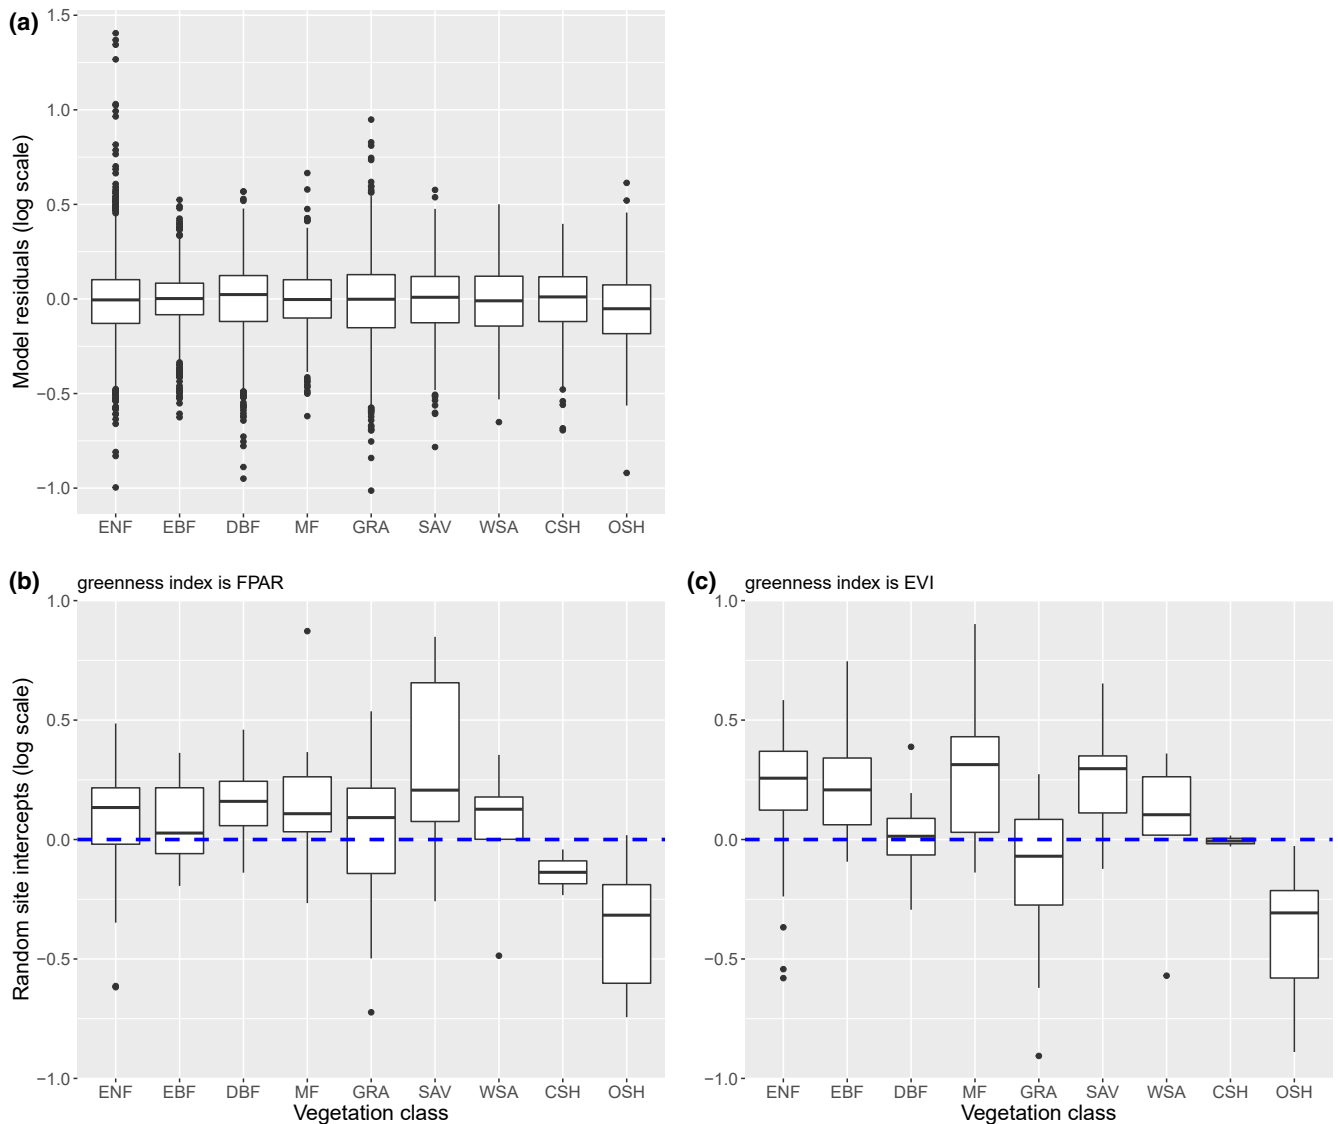 (a)
Model residuals (log scale)
1.5
1.0
0.5
0.0
−0.5
−1.0
ENF EBF DBF MF GRA SAV WSA CSH OSH
(b) greenness index is FPAR
Random site intercepts (log scale)
1.0
0.5
0.0
−0.5
−1.0
ENF EBF DBF MF GRA SAV WSA CSH OSH
Vegetation class
(c) greenness index is EVI
1.0
0.5
0.0
−0.5
−1.0
ENF EBF DBF MF GRA SAV WSA CSH OSH
Vegetation class